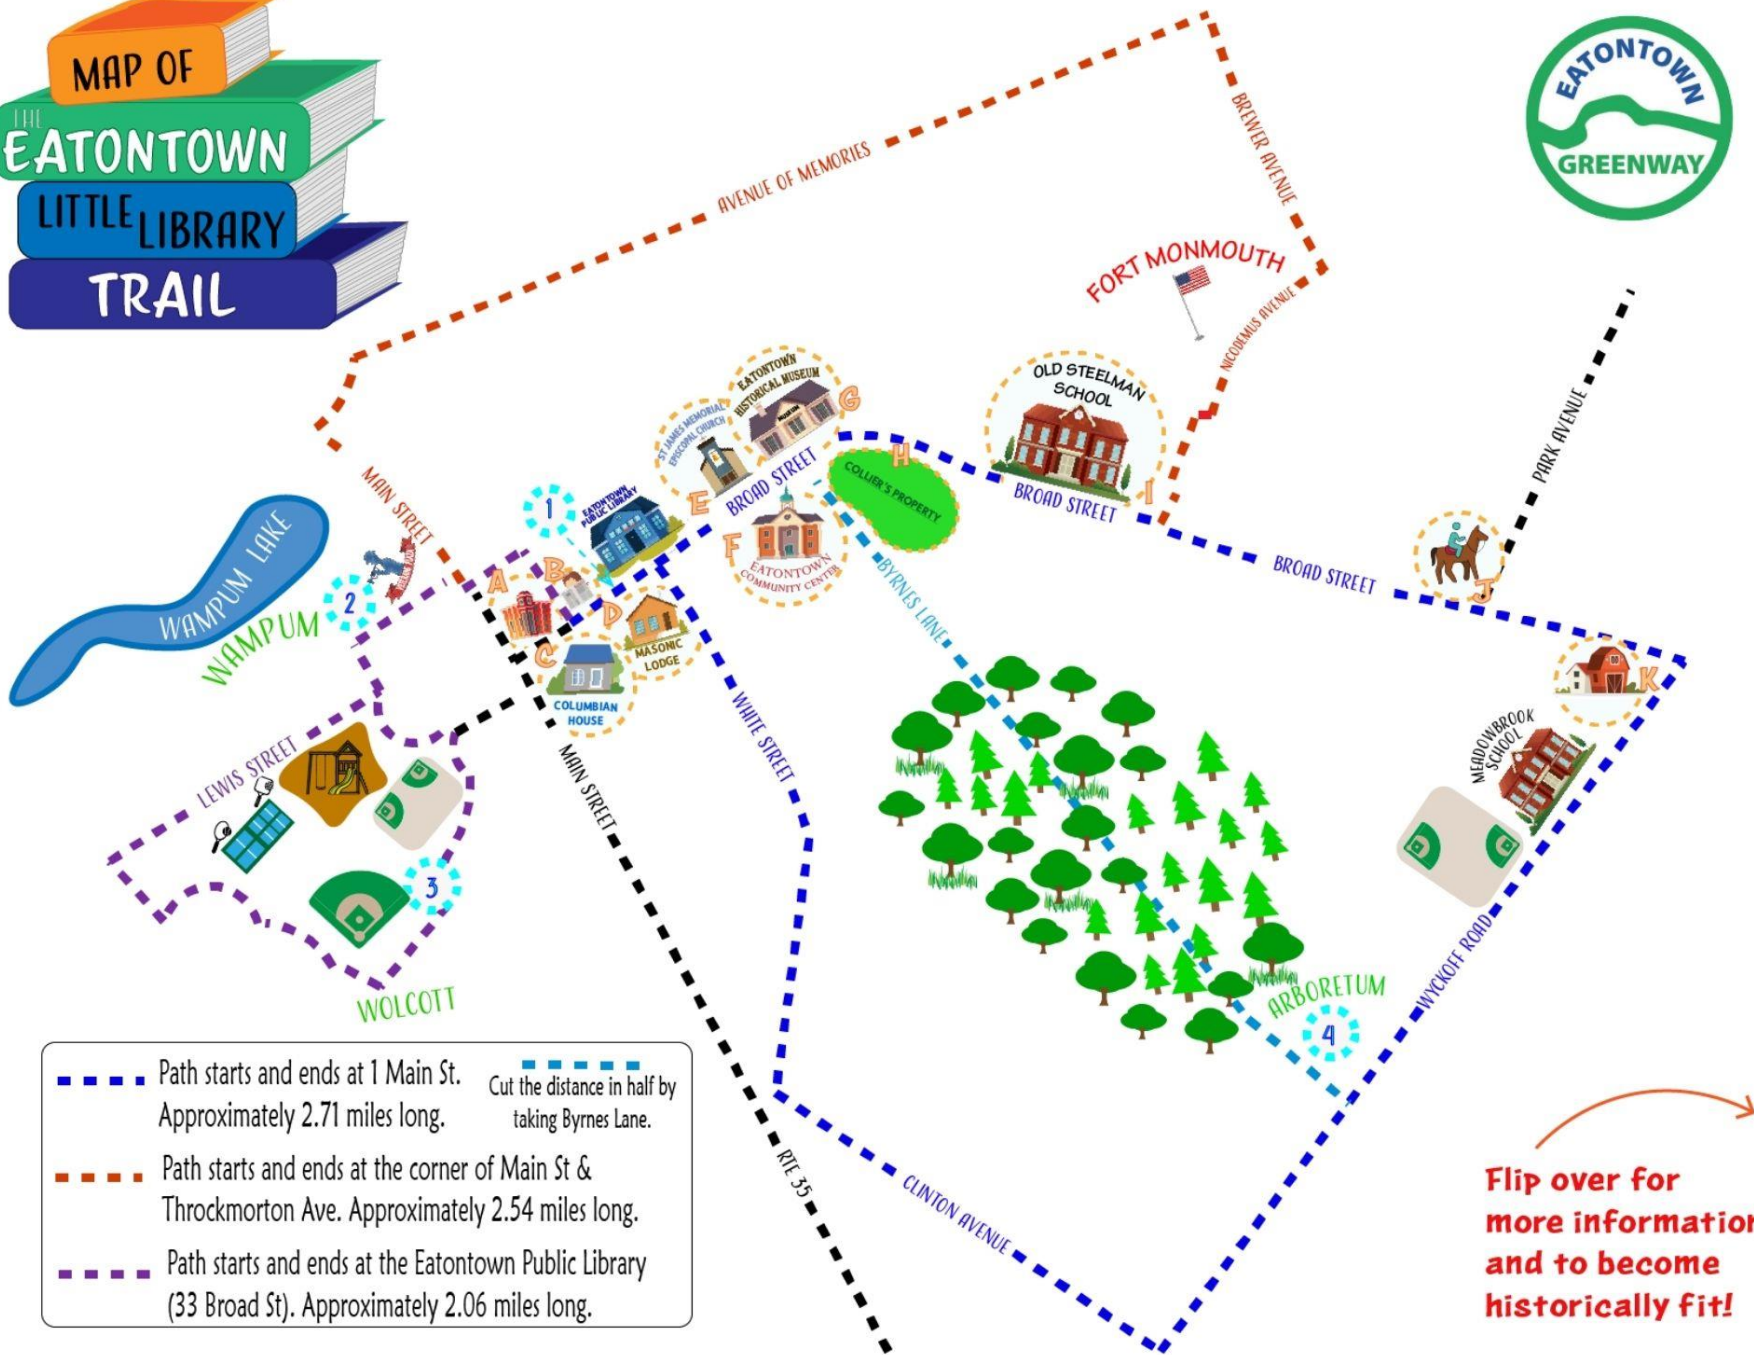 MAP OF
THE
EATONTOWN
LITTLE LIBRARY
TRAIL
EATONTOWN
GREENWAY
AVENUE OF MEMORIES
BREWER AVENUE
FORT MONMOUTH
NICODEMUS AVENUE
PARK AVENUE
OLD STEELMAN
SCHOOL
I
EATONTOWN
HISTORICAL MUSEUM
MUSEUM
G
ST JAMES MEMORIAL
EPISCOPAL CHURCH
E
BROAD STREET
H
COLLIER'S PROPERTY
BROAD STREET
BROAD STREET
J
MAIN STREET
1
EATONTOWN
PUBLIC LIBRARY
F
EATONTOWN
COMMUNITY CENTER
BYRNES LANE
WAMPUM LAKE
WAMPUM
2
A
B
C
D
MASONIC
LODGE
COLUMBIAN
HOUSE
K
MEADOWBROOK
SCHOOL
WHITE STREET
MAIN STREET
LEWIS STREET
3
WOLCOTT
ARBORETUM
4
WYCKOFF ROAD
RTE 35
CLINTON AVENUE
Path starts and ends at 1 Main St.
Approximately 2.71 miles long.
Cut the distance in half by
taking Byrnes Lane.
Path starts and ends at the corner of Main St &
Throckmorton Ave. Approximately 2.54 miles long.
Path starts and ends at the Eatontown Public Library
(33 Broad St). Approximately 2.06 miles long.
Flip over for
more information
and to become
historically fit!